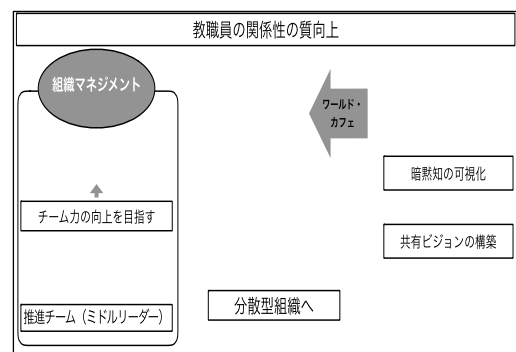 教職員の関係性の質向上
組織マネジメント
ワールド・
カフェ
暗黙知の可視化
チーム力の向上を目指す
共有ビジョンの構築
分散型組織へ
推進チーム（ミドルリーダー）